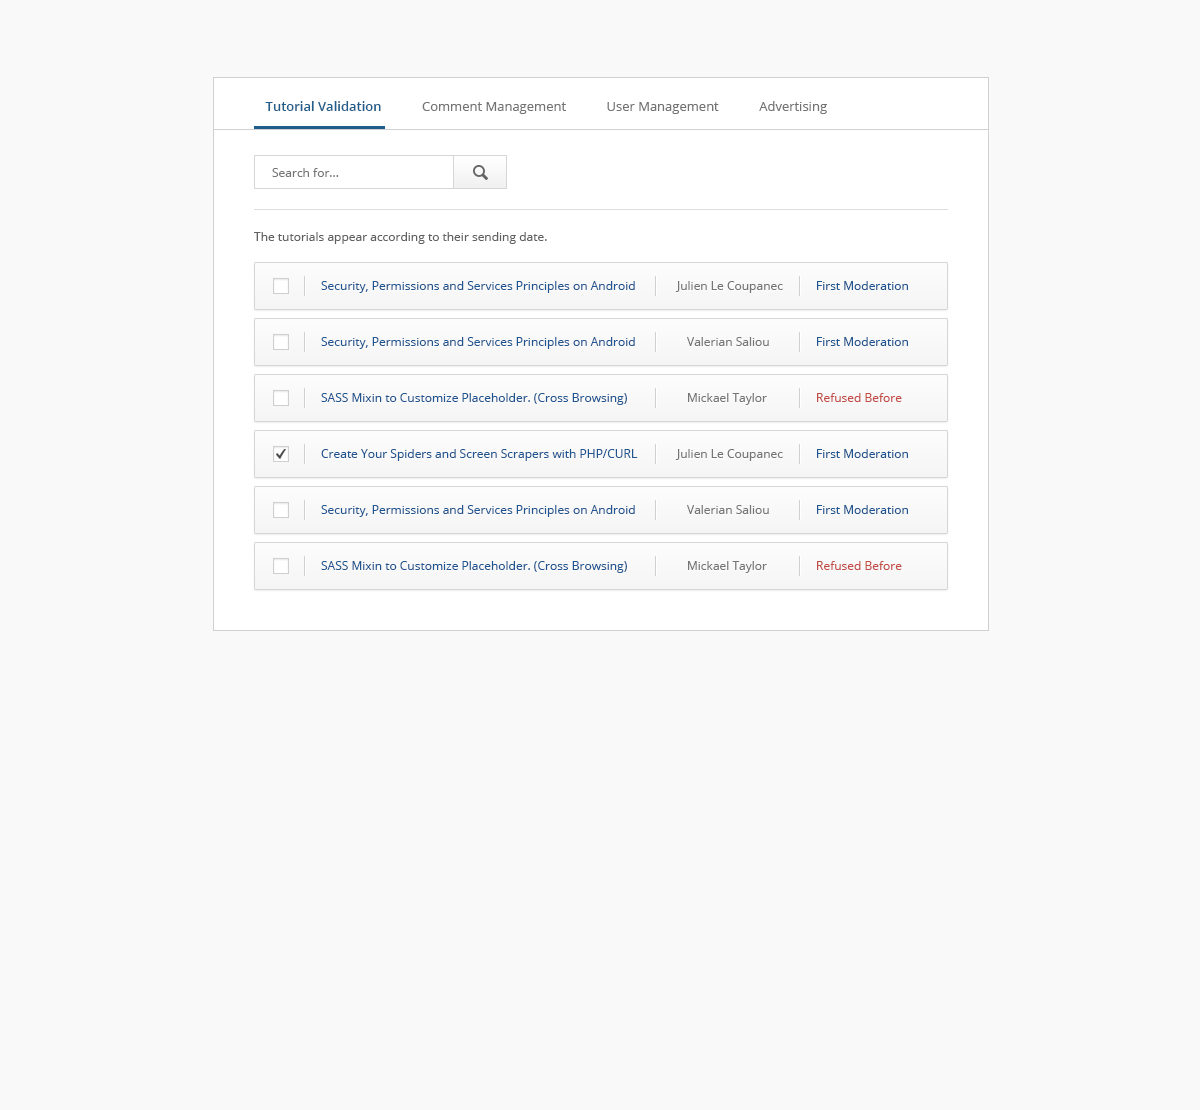 Tutorial Validation Comment Management User Management Advertising
Search for...
The tutorials appear according to their sending date.
Security, Permissions and Services Principles on Android Julien Le Coupanec First Moderation
Security, Permissions and Services Principles on Android Valerian Saliou First Moderation
SASS Mixin to Customize Placeholder. (Cross Browsing) Mickael Taylor Refused Before
Create Your Spiders and Screen Scrapers with PHP/CURL Julien Le Coupanec First Moderation
Security, Permissions and Services Principles on Android Valerian Saliou First Moderation
SASS Mixin to Customize Placeholder. (Cross Browsing) Mickael Taylor Refused Before